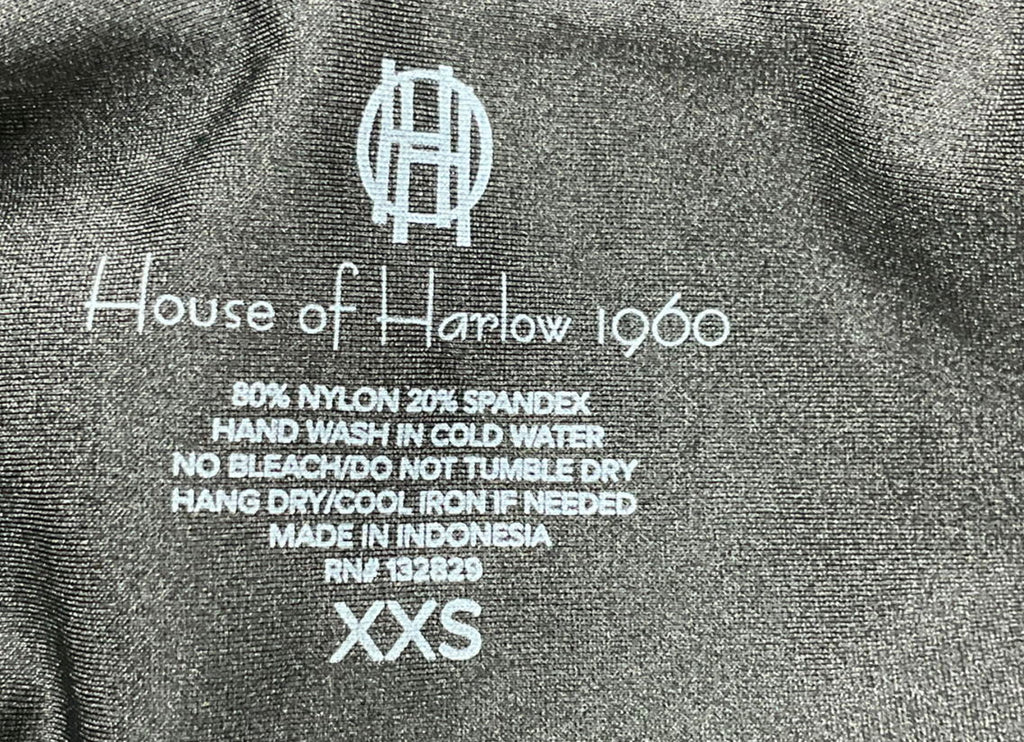 House of Harlow 1960
80% NYLON 20% SPANDEX
HAND WASH IN COLD WATER
NO BLEACH/DO NOT TUMBLE DRY
HANG DRY/COOL IRON IF NEEDED
MADE IN INDONESIA
RN# 132829
XXS